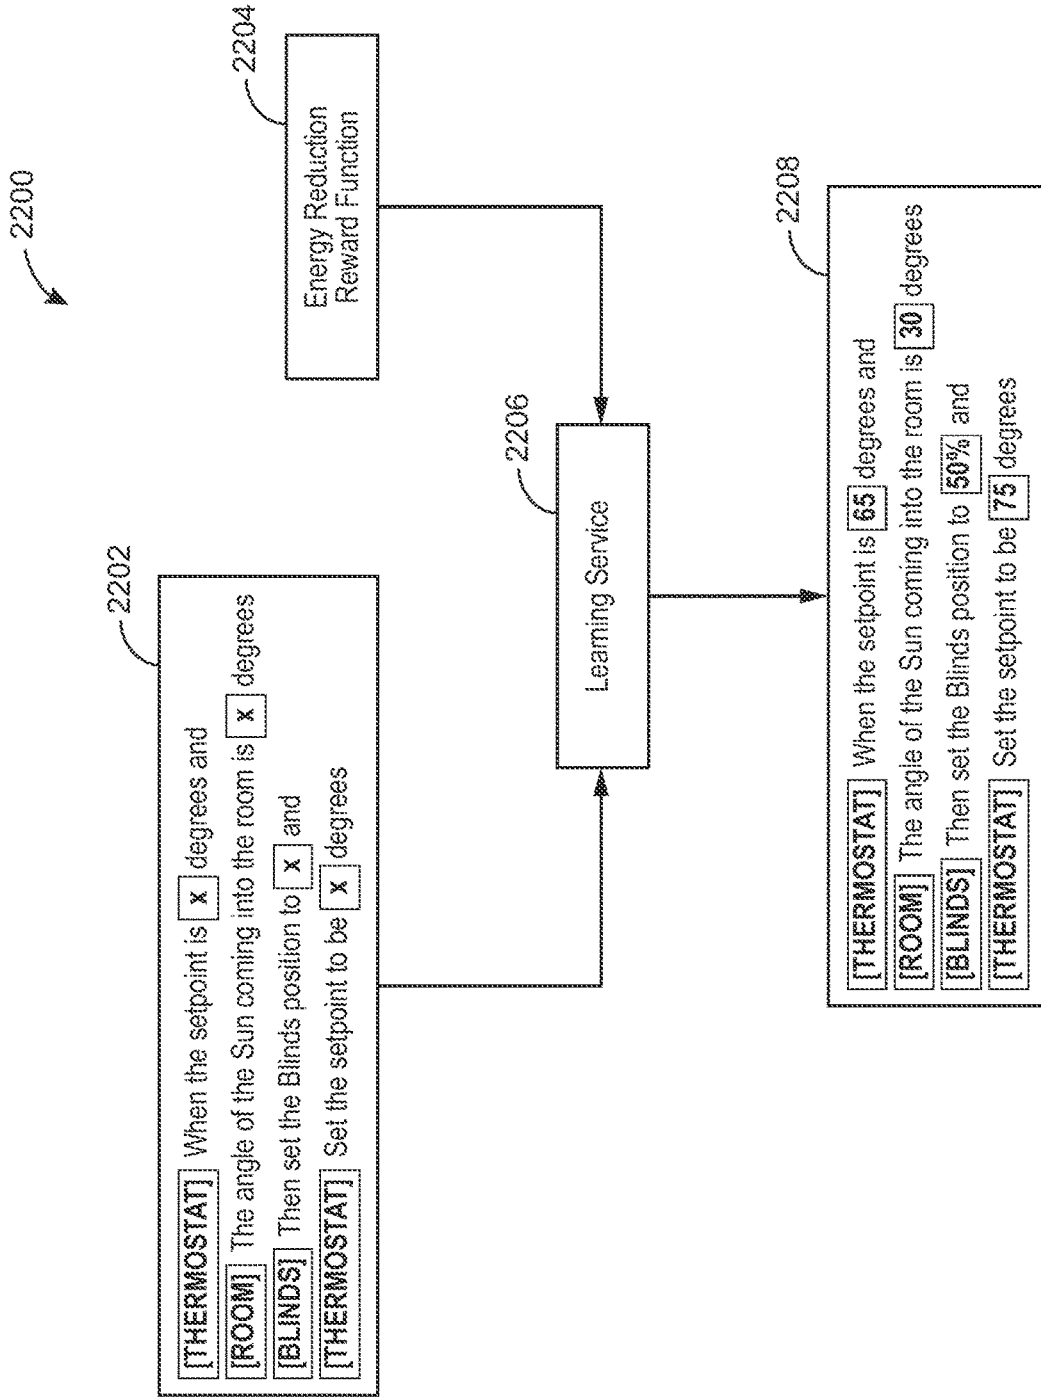 2200
2202
[THERMOSTAT] When the setpoint is x degrees and
[ROOM] The angle of the Sun coming into the room is x degrees
[BLINDS] Then set the Blinds position to x and
[THERMOSTAT] Set the setpoint to be x degrees
2204
Energy Reduction
Reward Function
2206
Learning Service
2208
[THERMOSTAT] When the setpoint is 65 degrees and
[ROOM] The angle of the Sun coming into the room is 30 degrees
[BLINDS] Then set the Blinds position to 50% and
[THERMOSTAT] Set the setpoint to be 75 degrees